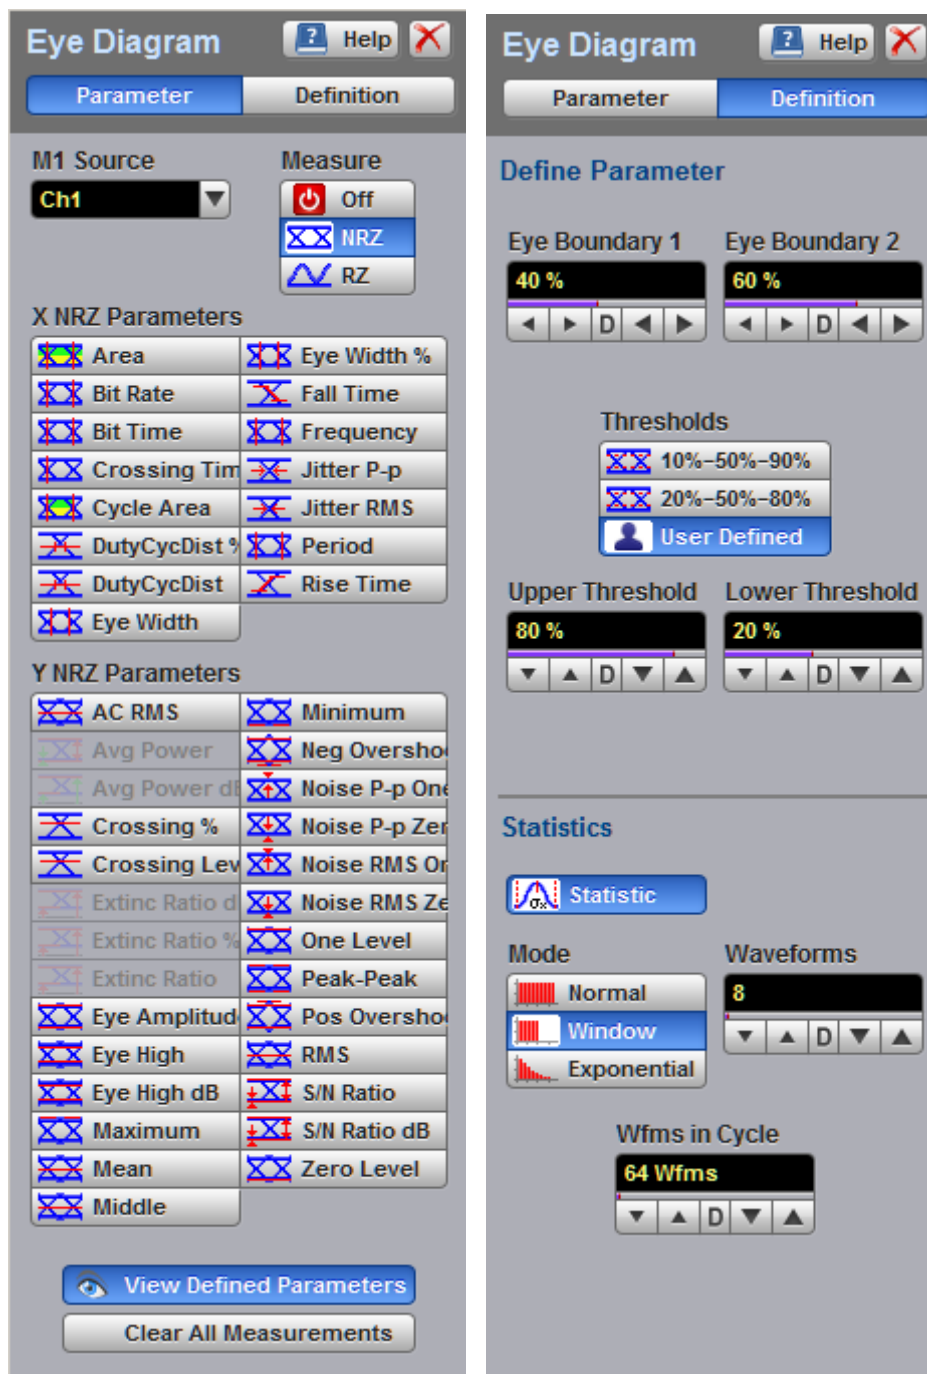 Eye Diagram
? Help
Parameter Definition
M1 Source Measure
Ch1
Off
NRZ
RZ
X NRZ Parameters
Area Eye Width %
Bit Rate Fall Time
Bit Time Frequency
Crossing Tim Jitter P-p
Cycle Area Jitter RMS
DutyCycDist % Period
DutyCycDist Rise Time
Eye Width
Y NRZ Parameters
AC RMS Minimum
Avg Power Neg Oversho
Avg Power dB Noise P-p One
Crossing % Noise P-p Zer
Crossing Lev Noise RMS On
Extinc Ratio d Noise RMS Ze
Extinc Ratio % One Level
Extinc Ratio Peak-Peak
Eye Amplitud Pos Oversho
Eye High RMS
Eye High dB S/N Ratio
Maximum S/N Ratio dB
Mean Zero Level
Middle
View Defined Parameters
Clear All Measurements
Eye Diagram
? Help
Parameter Definition
Define Parameter
Eye Boundary 1 Eye Boundary 2
40 % 60 %
D D
Thresholds
10%-50%-90%
20%-50%-80%
User Defined
Upper Threshold Lower Threshold
80 % 20 %
D D
Statistics
σx Statistic
Mode Waveforms
Normal 8
Window D
Exponential
Wfms in Cycle
64 Wfms
D